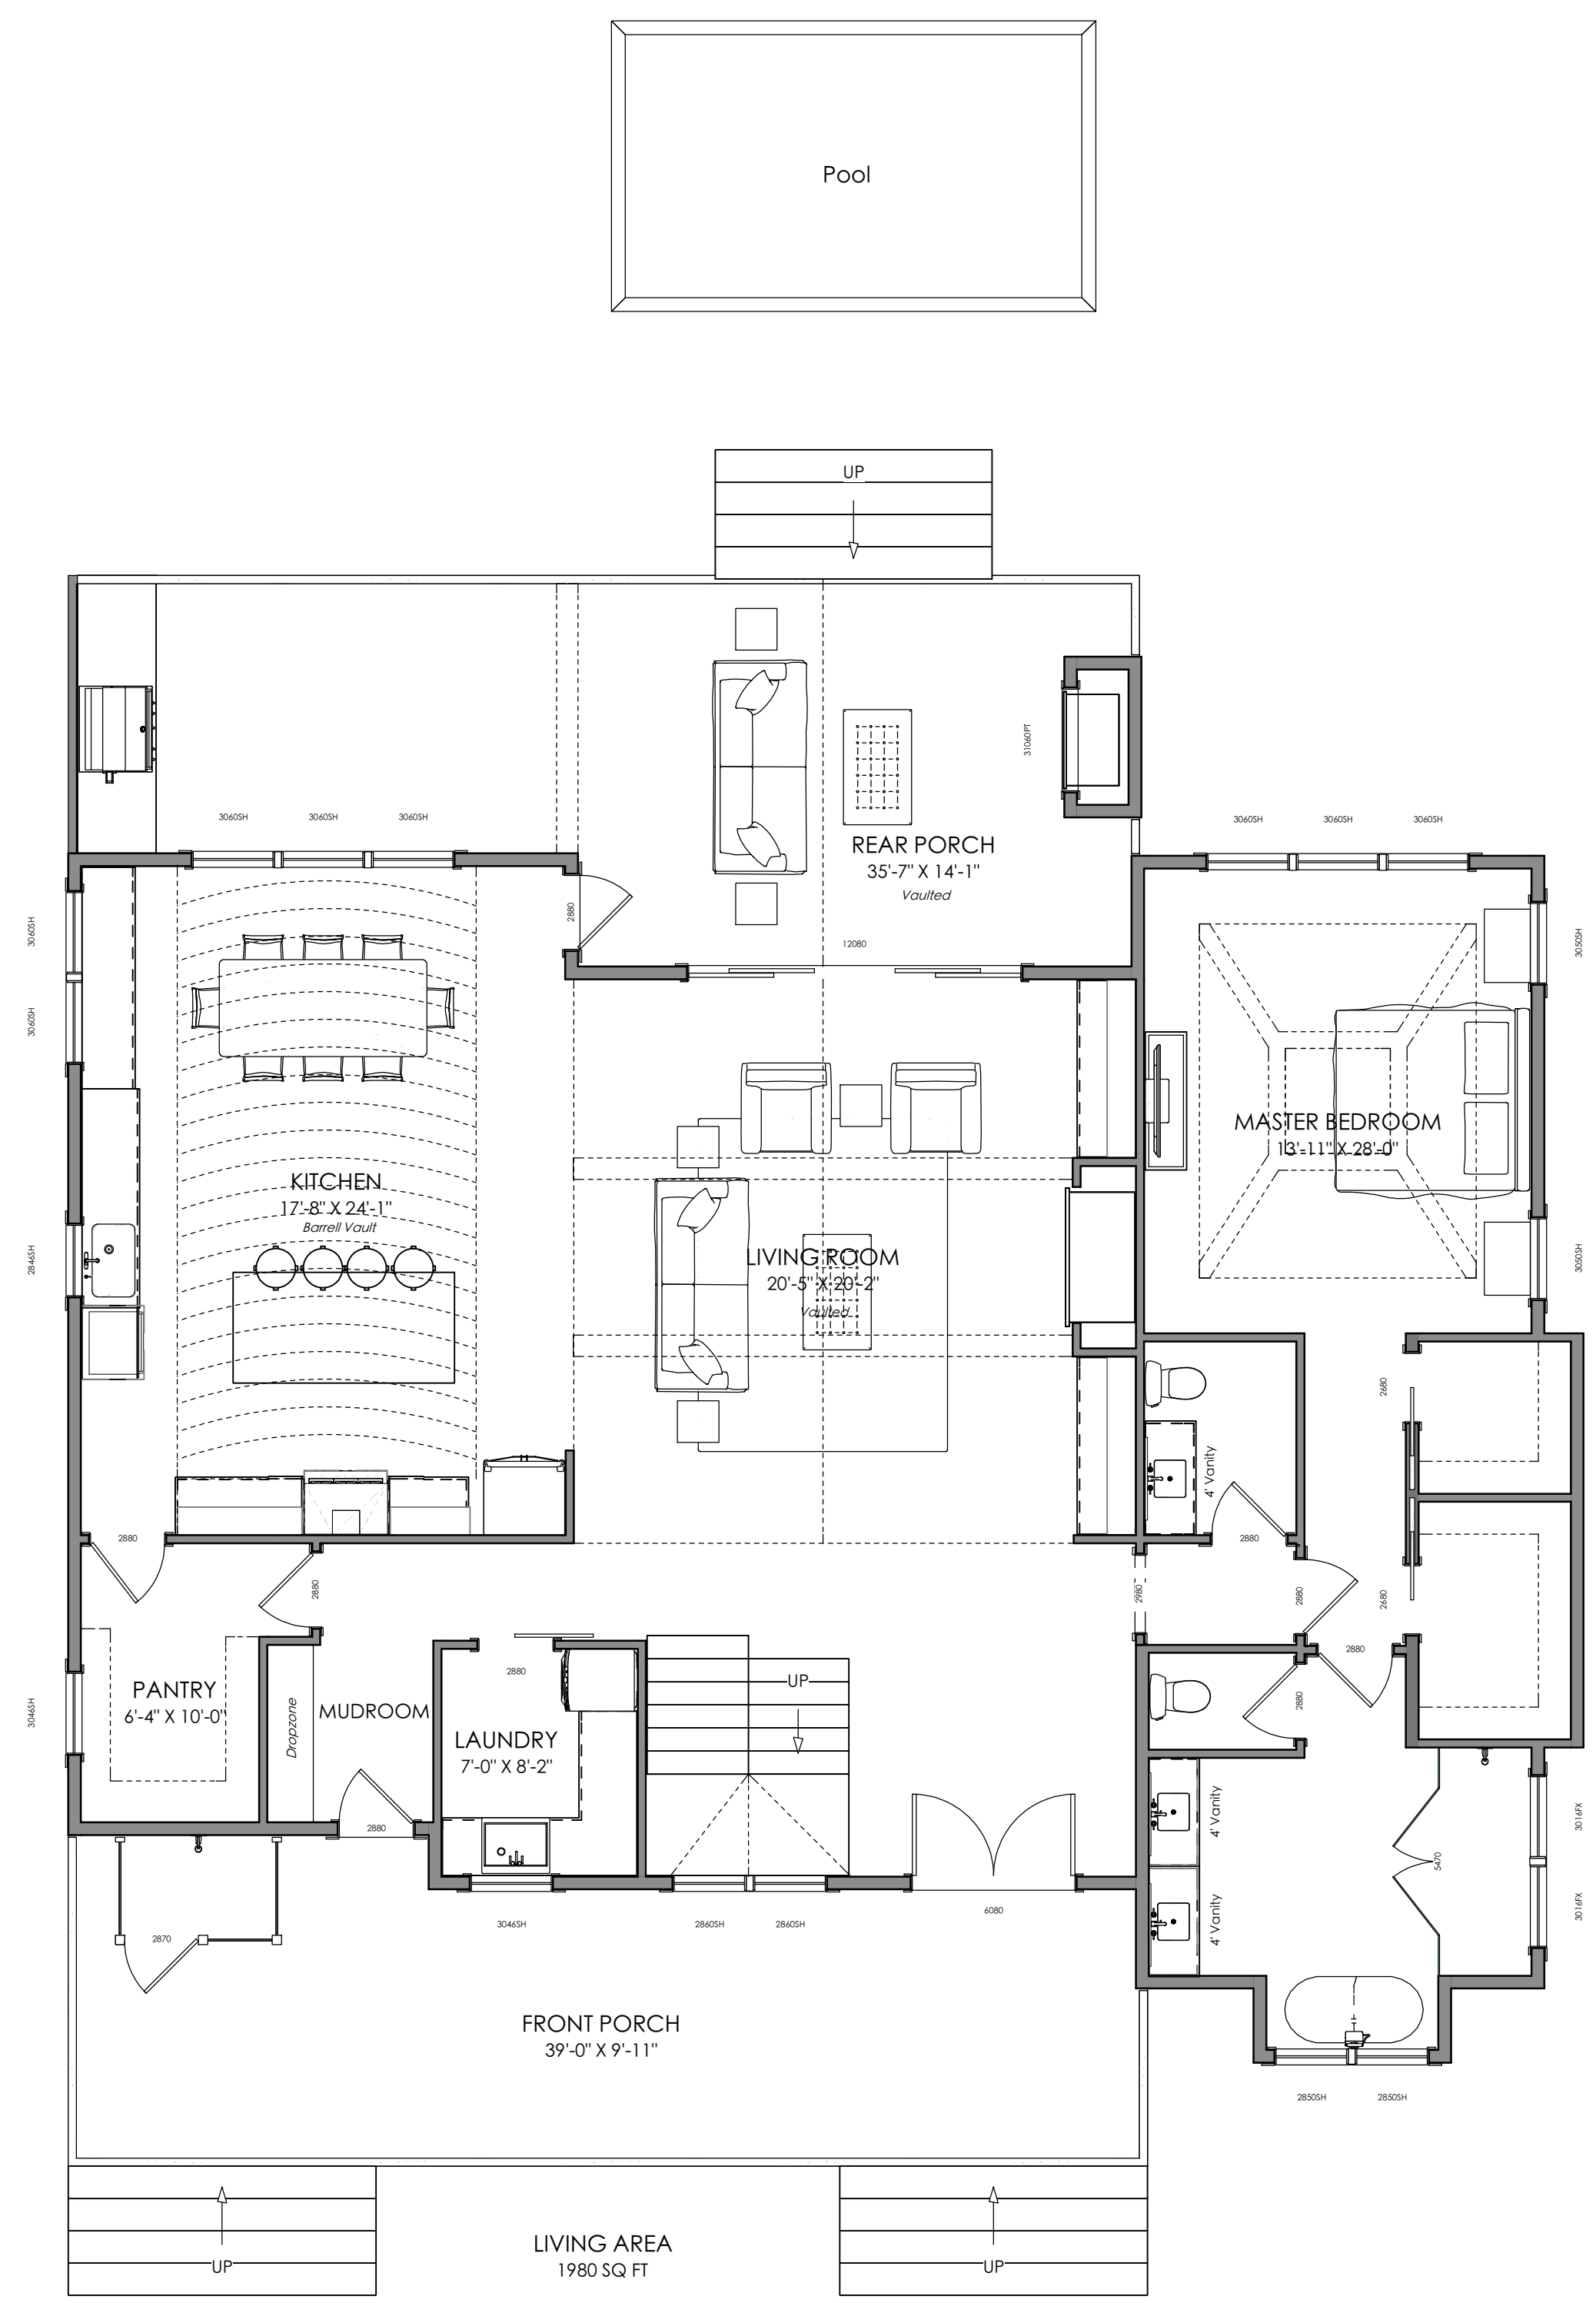 Pool
UP
31060PT
3060SH
3060SH
3060SH
REAR PORCH
35'-7" X 14'-1"
Vaulted
3060SH
3060SH
3060SH
2880
12080
3060SH
3060SH
3050SH
MASTER BEDROOM
13'-11" X 28'-0"
KITCHEN
17'-8" X 24'-1"
Barrell Vault
LIVING ROOM
20'-5" X 20'-2"
Vaulted
2846SH
3050SH
2680
4' Vanity
2880
2880
2880
2980
2880
2680
2880
2880
2880
PANTRY
6'-4" X 10'-0"
3046SH
Dropzone
MUDROOM
LAUNDRY
7'-0" X 8'-2"
UP
2880
4' Vanity
3016FX
5470
4' Vanity
3016FX
3046SH
2860SH
2860SH
6080
2870
FRONT PORCH
39'-0" X 9'-11"
2850SH
2850SH
UP
LIVING AREA
1980 SQ FT
UP